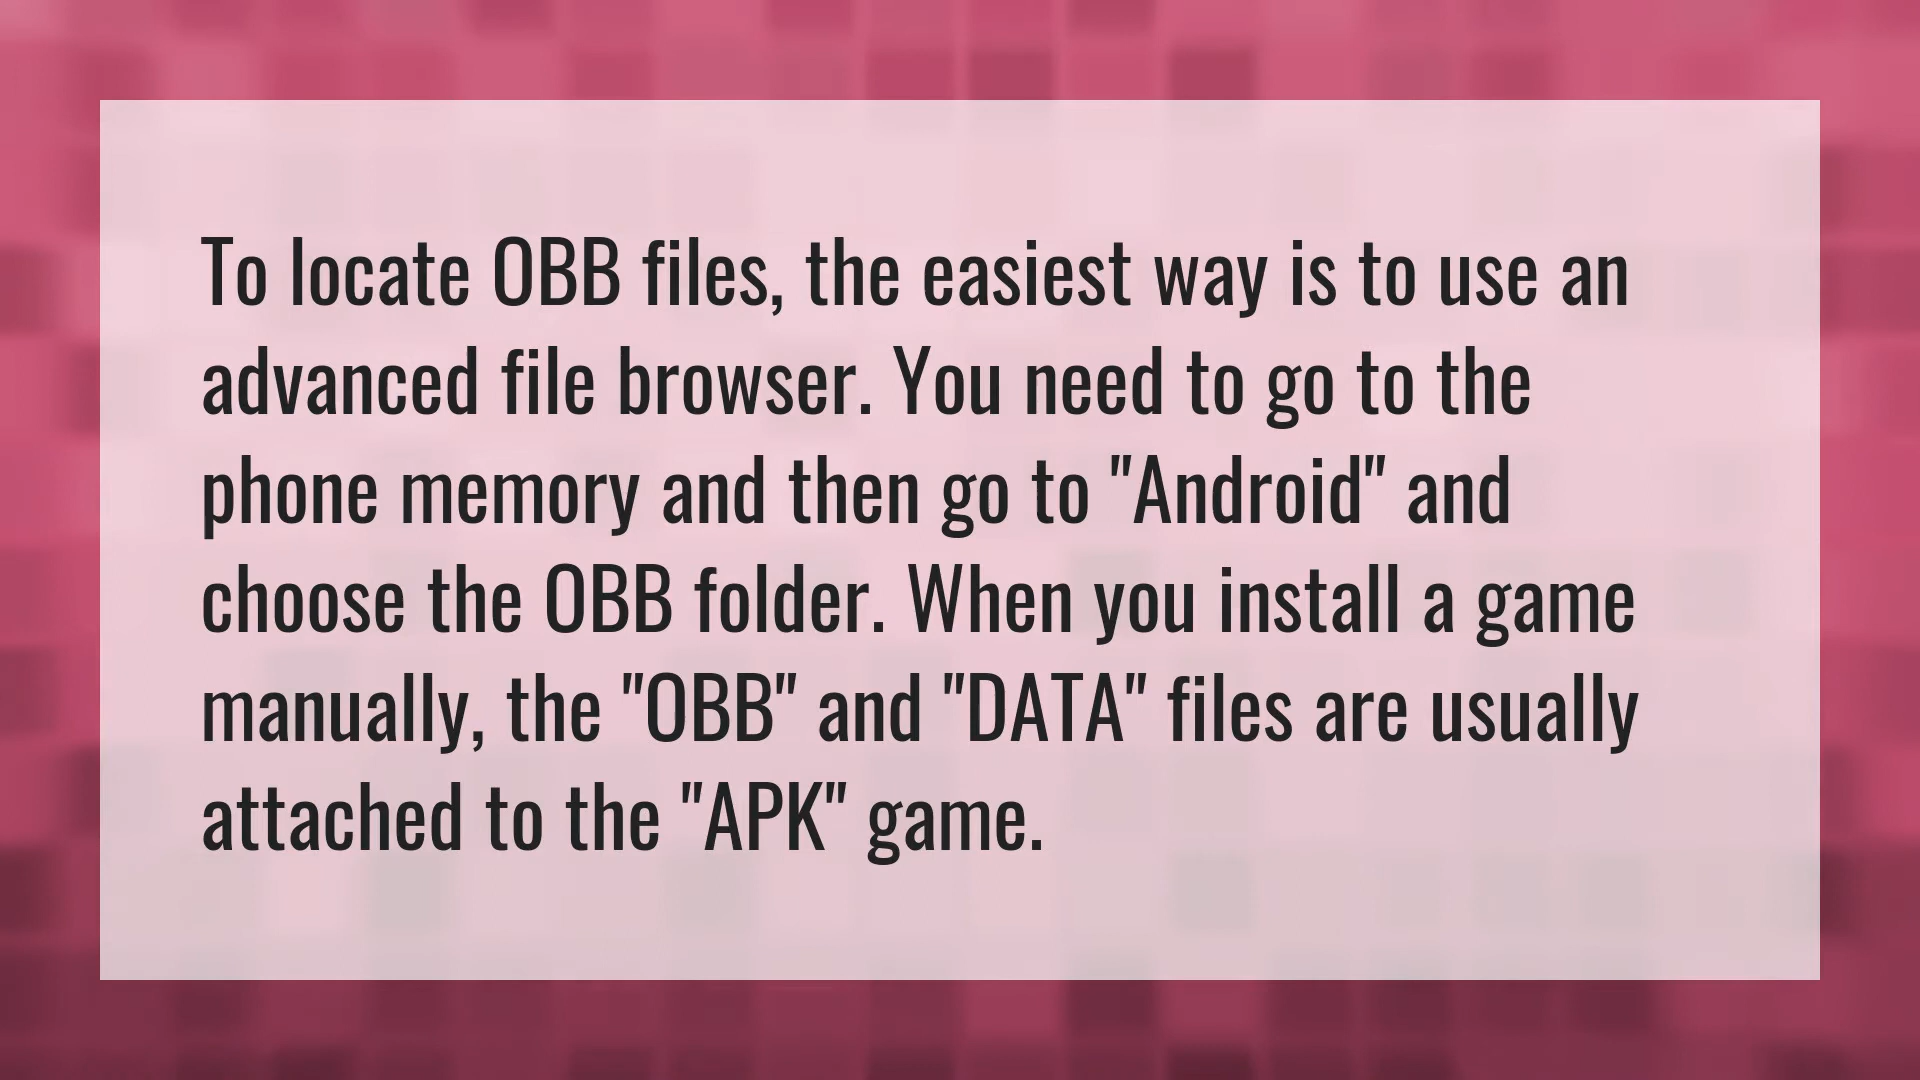 To locate OBB files, the easiest way is to use an
advanced file browser. You need to go to the
phone memory and then go to "Android" and
choose the OBB folder. When you install a game
manually, the "OBB" and "DATA" files are usually
attached to the "APK" game.